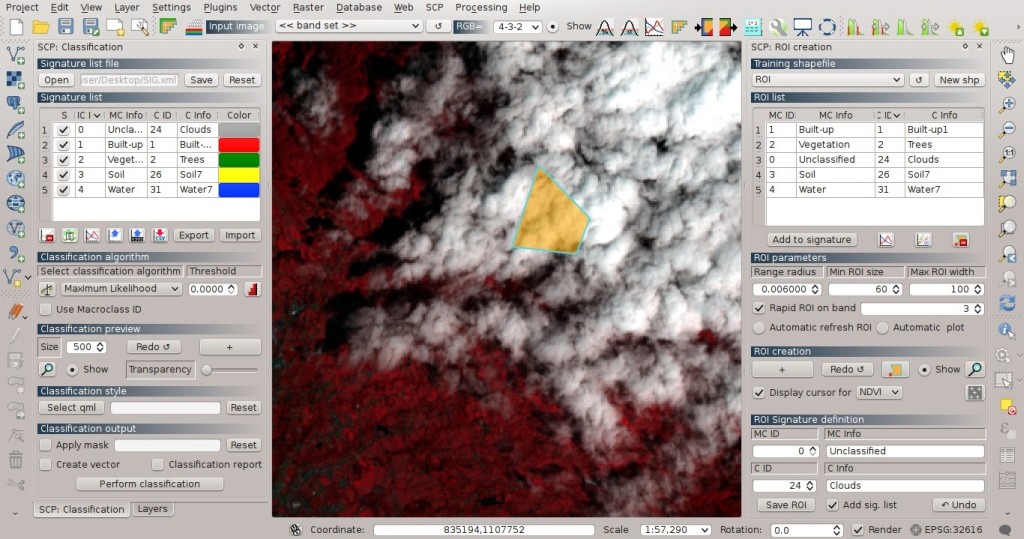 Project Edit View Layer Settings Plugins Vector Raster Database Web SCP Processing Help
Input image << band set >> RGB= 4-3-2 Show
SCP: Classification
Signature list file
Open user/Desktop/SIG.xml Save Reset
Signature list
S MC Info C ID C Info Color
1 0 Uncla... 24 Clouds
2 1 Built-up 1 Built-...
3 2 Veget... 2 Trees
4 3 Soil 26 Soil7
5 4 Water 31 Water7
Export Import
Classification algorithm
Select classification algorithm Threshold
Maximum Likelihood 0.0000
Use Macroclass ID
Classification preview
Size 500 Redo ↺ +
Show Transparency
Classification style
Select qml Reset
Classification output
Apply mask Reset
Create vector Classification report
Perform classification
SCP: Classification Layers
SCP: ROI creation
Training shapefile
ROI New shp
ROI list
MC ID MC Info C Info
1 1 Built-up 1 Built-up1
2 2 Vegetation 2 Trees
3 0 Unclassified 24 Clouds
4 3 Soil 26 Soil7
5 4 Water 31 Water7
Add to signature
ROI parameters
Range radius Min ROI size Max ROI width
0.006000 60 100
Rapid ROI on band 3
Automatic refresh ROI Automatic plot
ROI creation
+ Redo ↺ Show
Display cursor for NDVI
ROI Signature definition
MC ID MC Info
0 Unclassified
C ID C Info
24 Clouds
Save ROI Add sig. list Undo
Coordinate: 835194,1107752 Scale 1:57,290 Rotation: 0.0 Render EPSG:32616